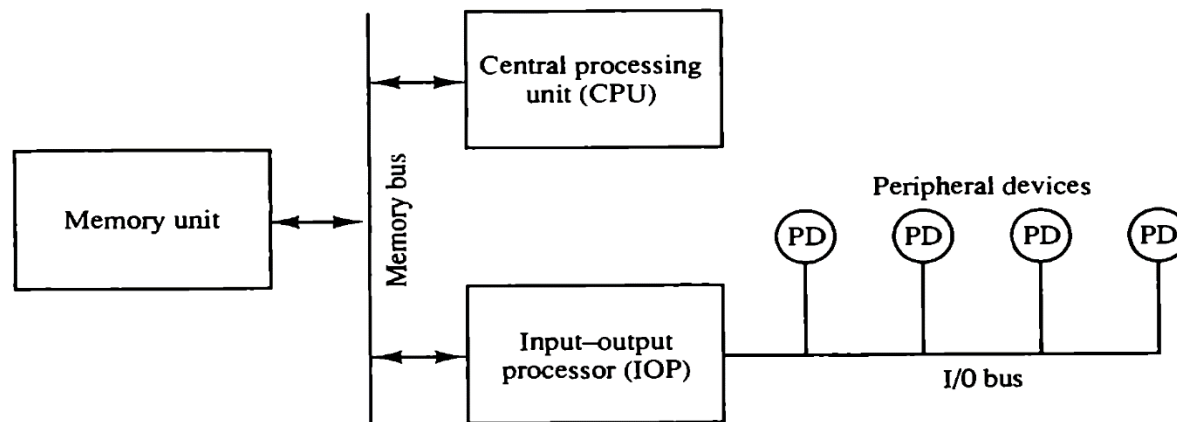 Central processing
unit (CPU)
Memory unit
Memory bus
Peripheral devices
PD
PD
PD
PD
Input–output
processor (IOP)
I/0 bus